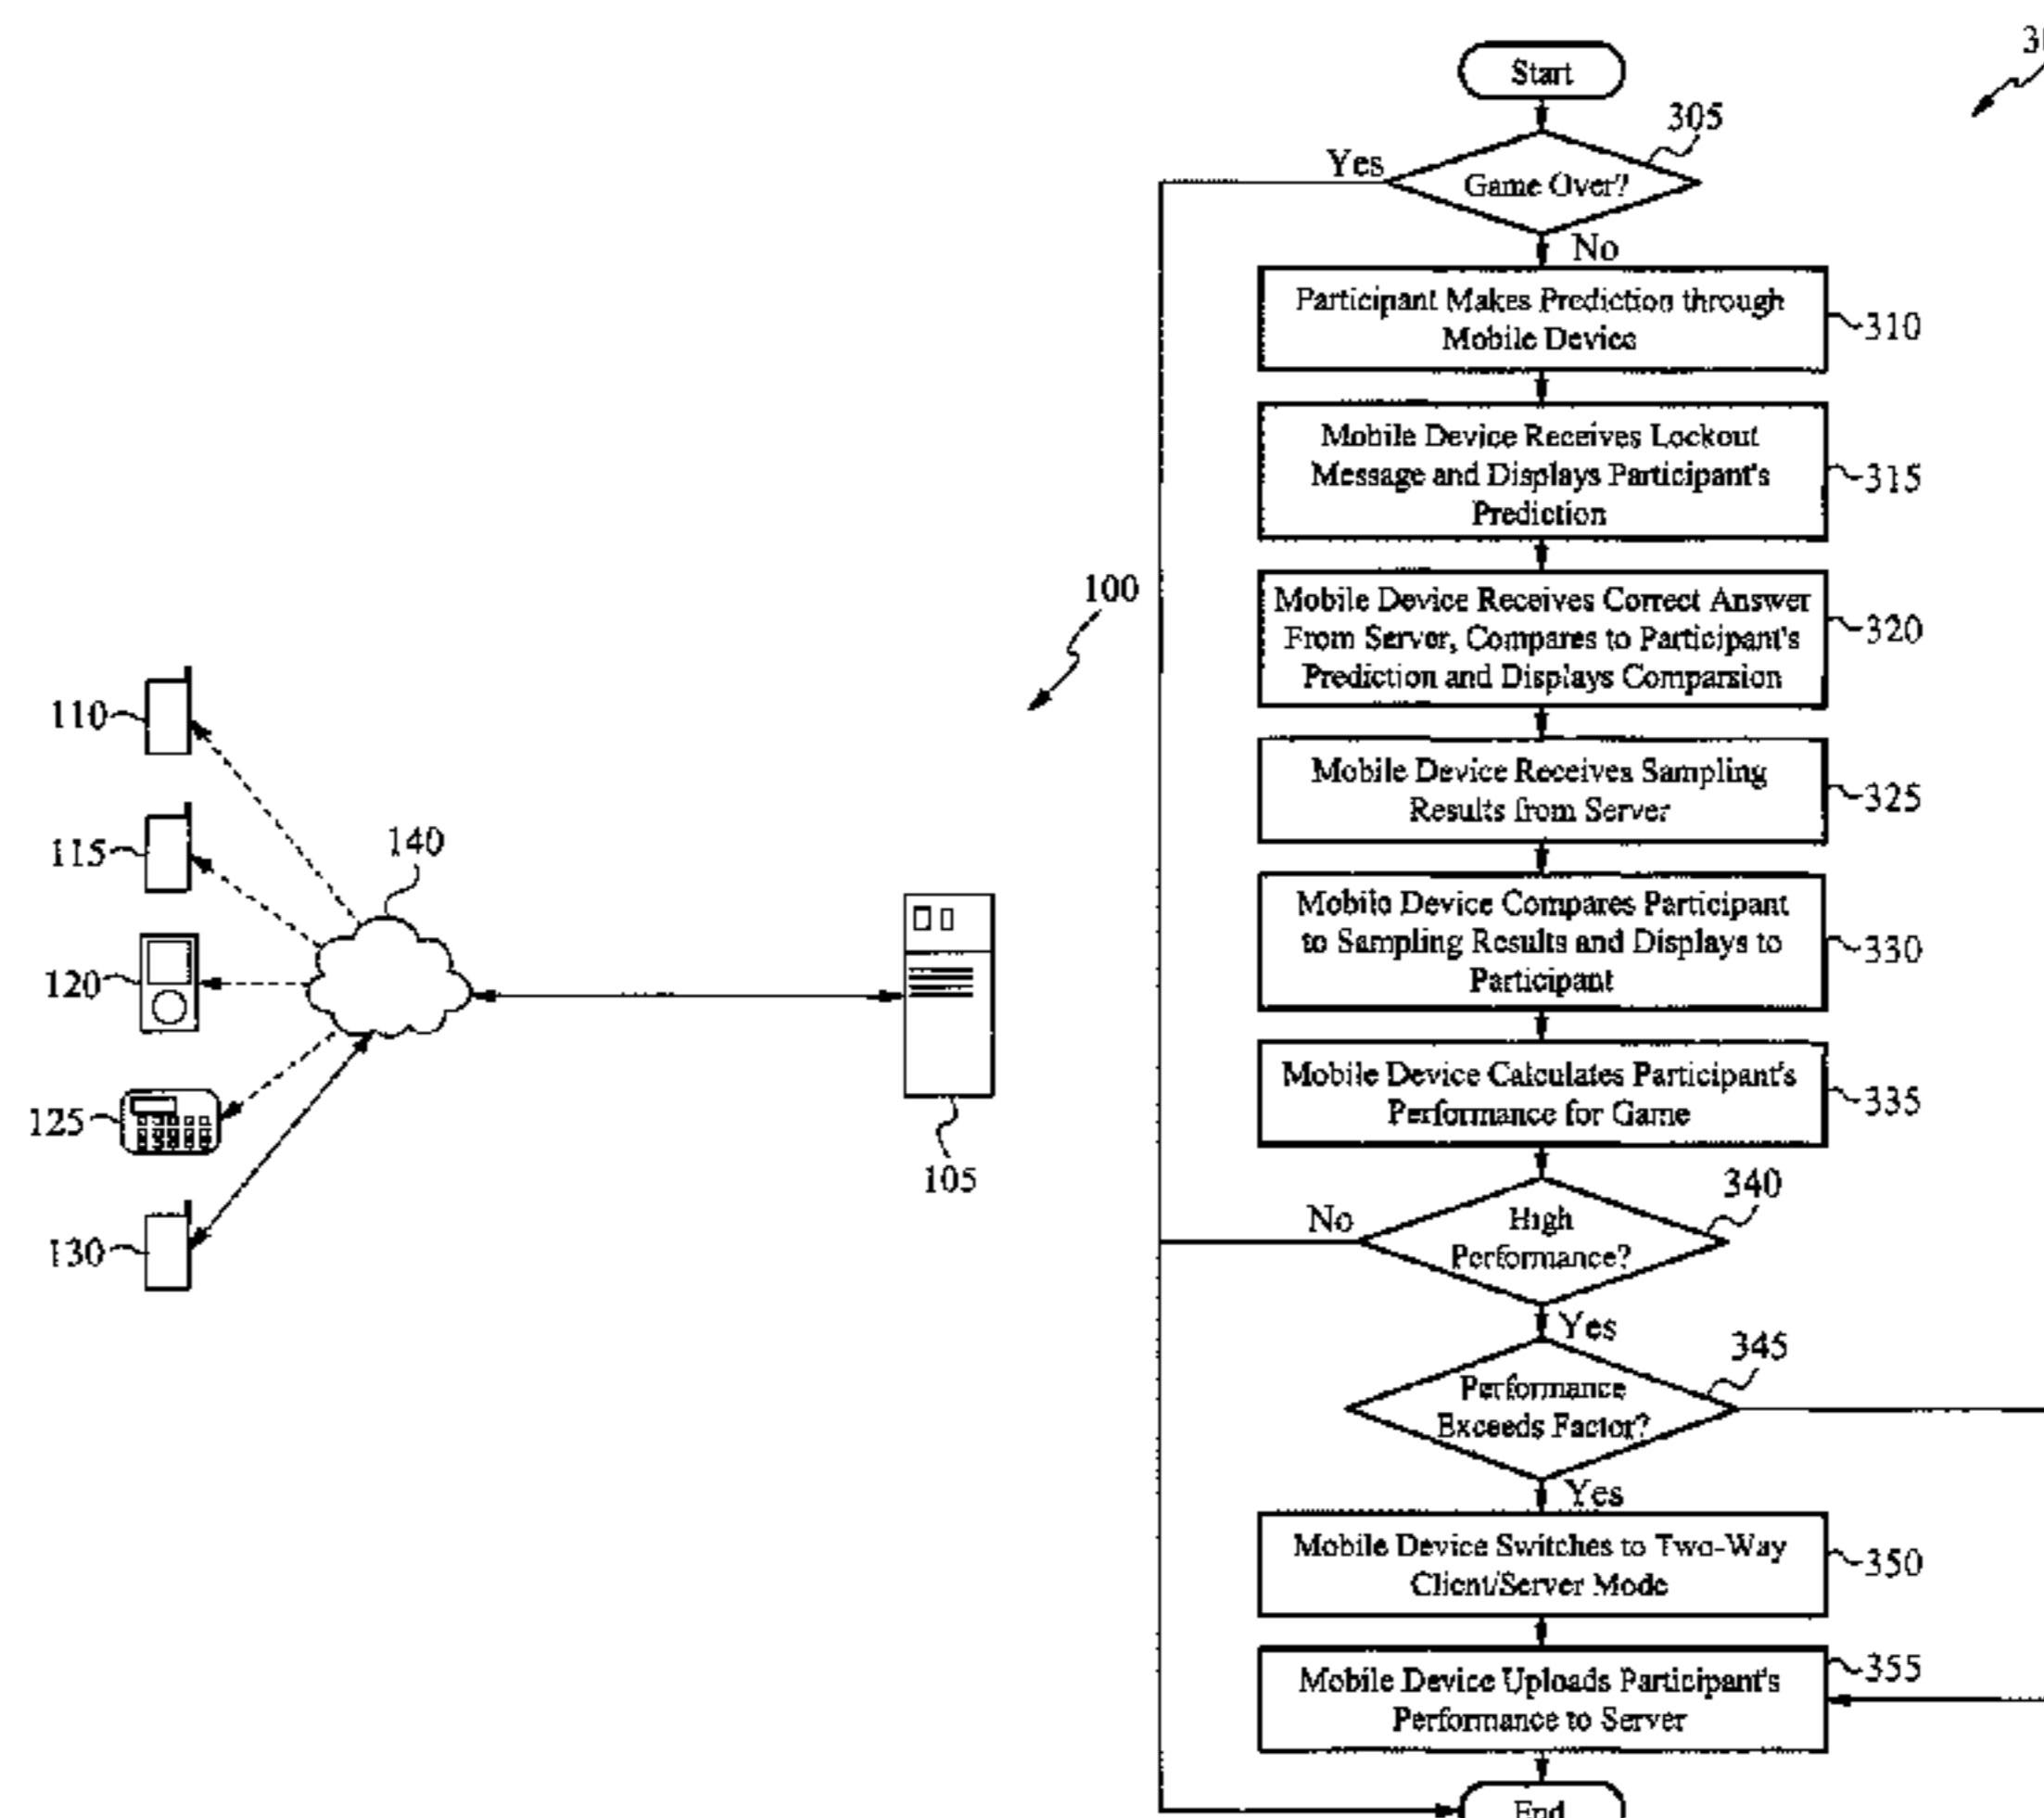 100
110
115
120
125
130
140
105
Start
305
Yes
Game Over?
No
Participant Makes Prediction through
Mobile Device
310
Mobile Device Receives Lockout
Message and Displays Participant's
Prediction
315
Mobile Device Receives Correct Answer
From Server, Compares to Participant's
Prediction and Displays Comparsion
320
Mobile Device Receives Sampling
Results from Server
325
Mobile Device Compares Participant
to Sampling Results and Displays to
Participant
330
Mobile Device Calculates Participant's
Performance for Game
335
340
No
High
Performance?
Yes
345
Performance
Exceeds Factor?
Yes
Mobile Device Switches to Two-Way
Client/Server Mode
350
Mobile Device Uploads Participant's
Performance to Server
355
End